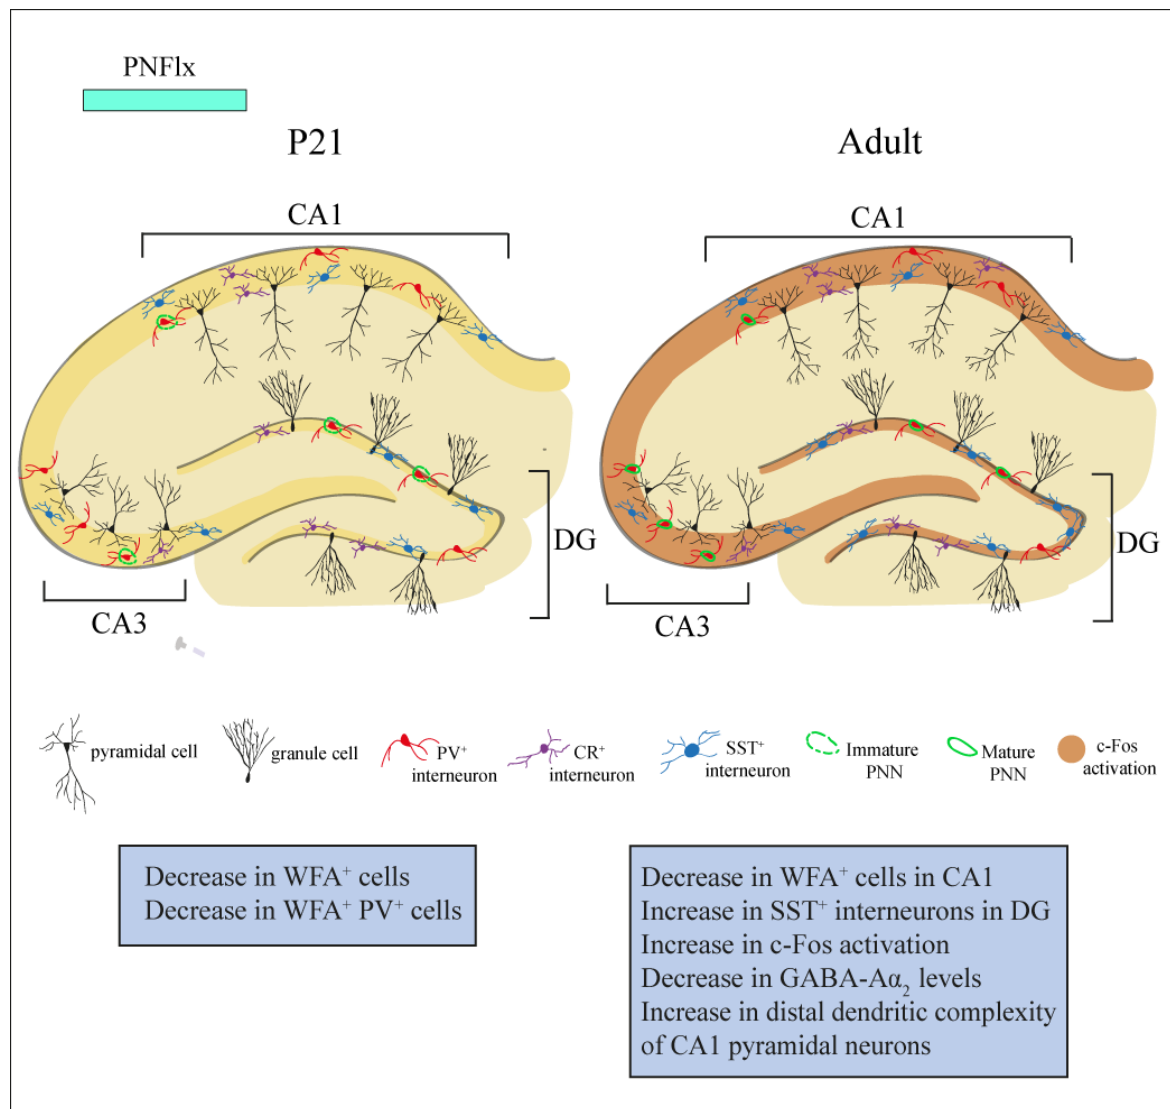 PNFlx
P21
Adult
CA1
CA1
DG
DG
CA3
CA3
pyramidal cell
granule cell
PV⁺
interneuron
CR⁺
interneuron
SST⁺
interneuron
Immature
PNN
Mature
PNN
c-Fos
activation
Decrease in WFA⁺ cells
Decrease in WFA⁺ PV⁺ cells
Decrease in WFA⁺ cells in CA1
Increase in SST⁺ interneurons in DG
Increase in c-Fos activation
Decrease in GABA-Aα₂ levels
Increase in distal dendritic complexity
of CA1 pyramidal neurons